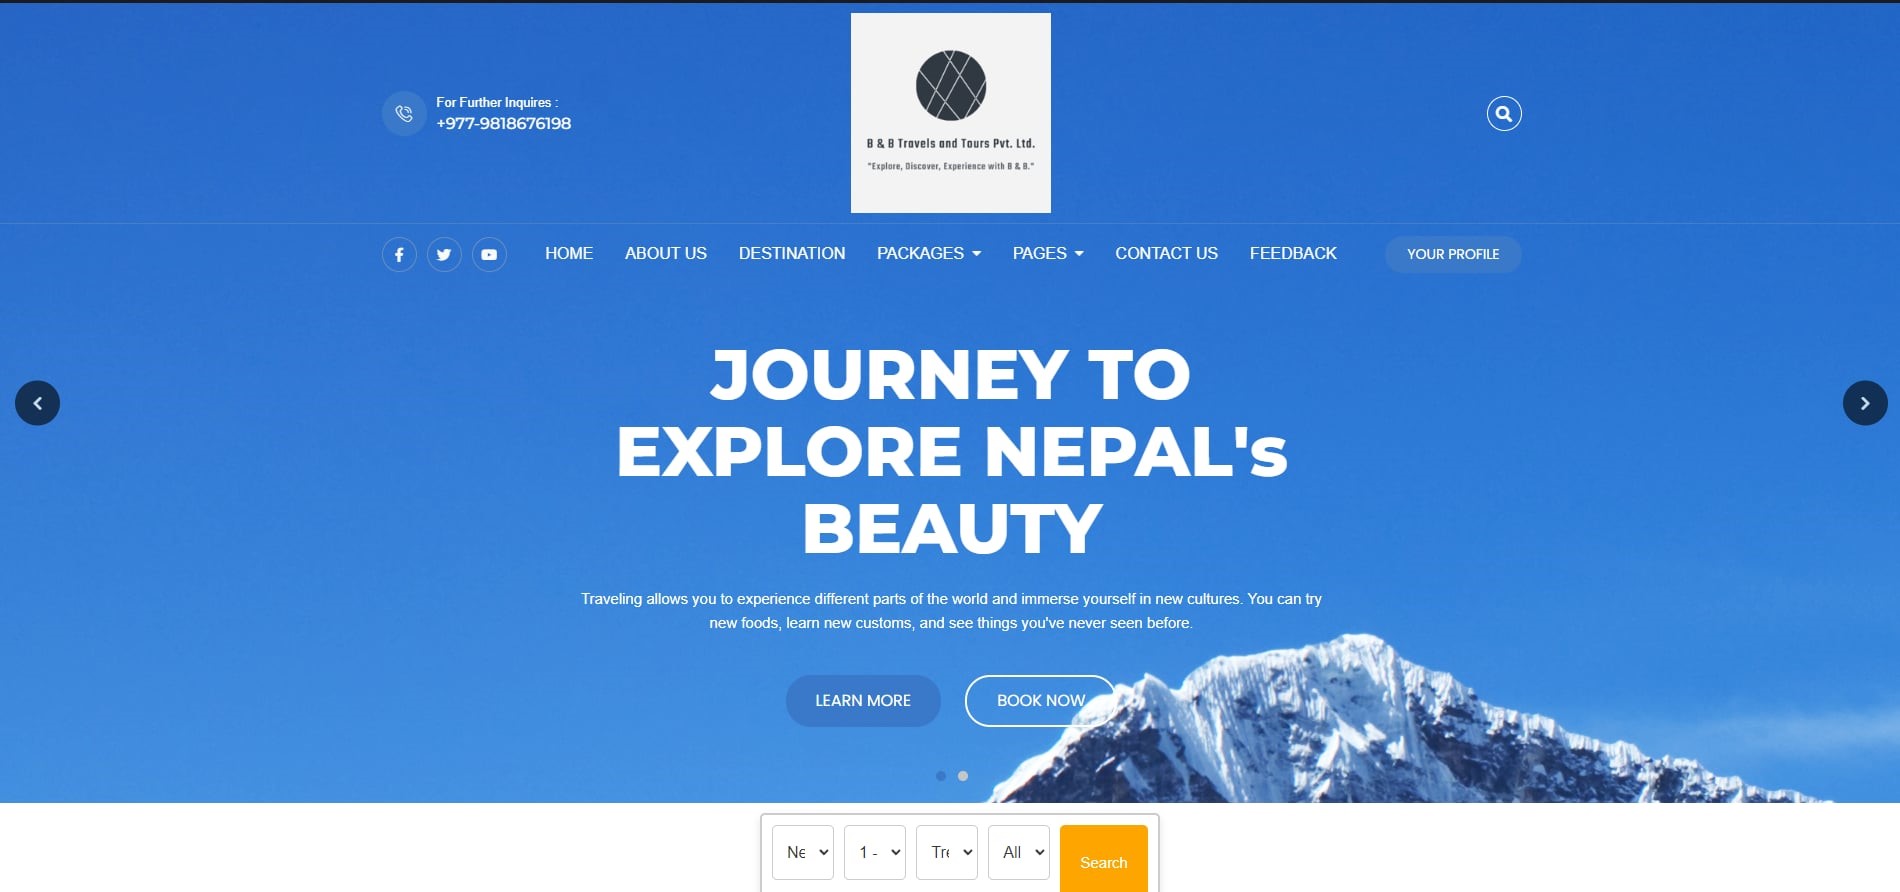 For Further Inquires :
+977-9818676198
B & B Travels and Tours Pvt. Ltd.
"Explore, Discover, Experience with B & B."
HOME ABOUT US DESTINATION PACKAGES PAGES CONTACT US FEEDBACK YOUR PROFILE
JOURNEY TO
EXPLORE NEPAL's
BEAUTY
Traveling allows you to experience different parts of the world and immerse yourself in new cultures. You can try
new foods, learn new customs, and see things you've never seen before.
LEARN MORE BOOK NOW
1 - All Search